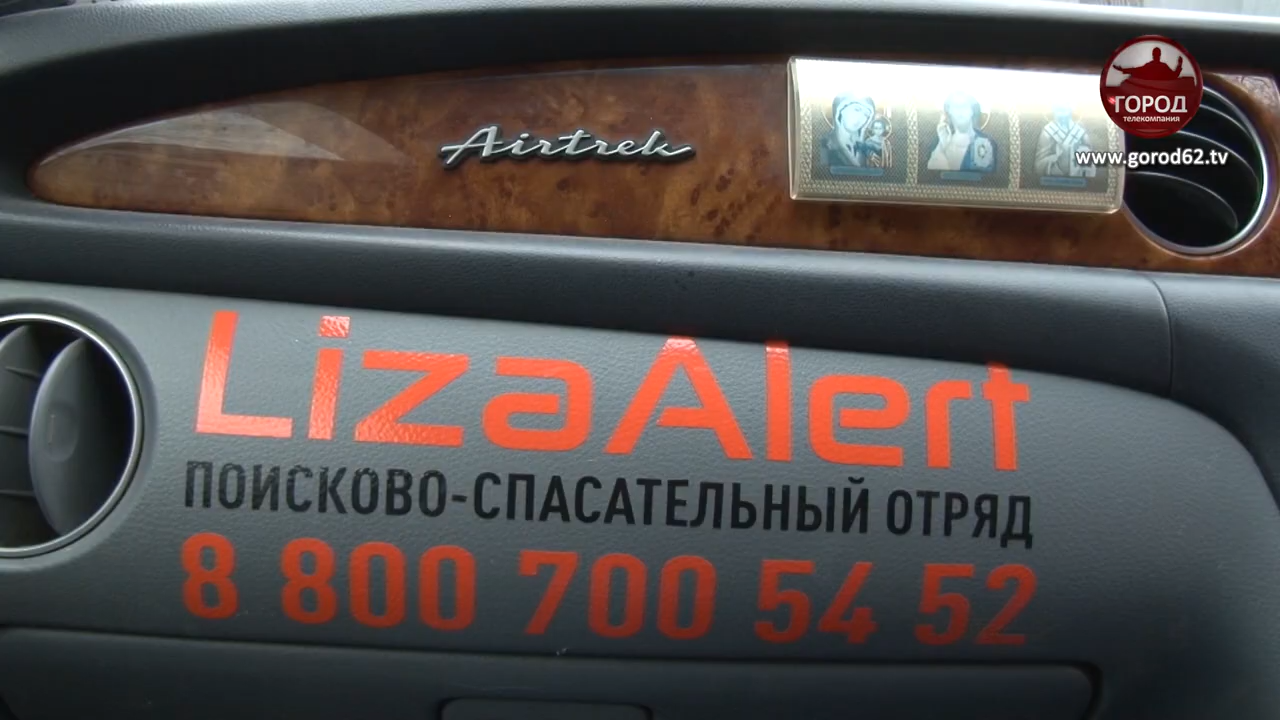 Airtrek
ГОРОД
телекомпания
www.gorod62.tv
LizaAlert
ПОИСКОВО-СПАСАТЕЛЬНЫЙ ОТРЯД
8 800 700 54 52